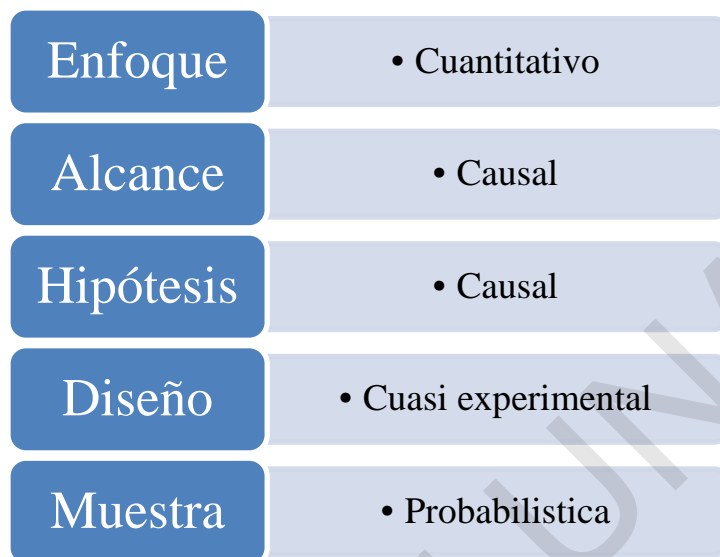 Enfoque • Cuantitativo
Alcance • Causal
Hipótesis • Causal
Diseño • Cuasi experimental
Muestra • Probabilistica